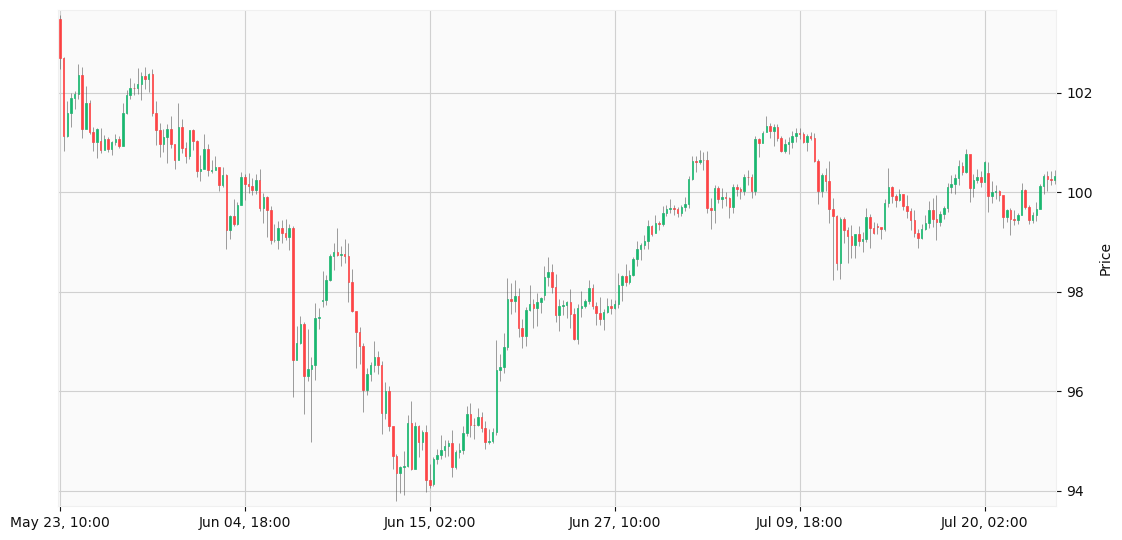 102
100
98
96
94
Price
May 23, 10:00
Jun 04, 18:00
Jun 15, 02:00
Jun 27, 10:00
Jul 09, 18:00
Jul 20, 02:00